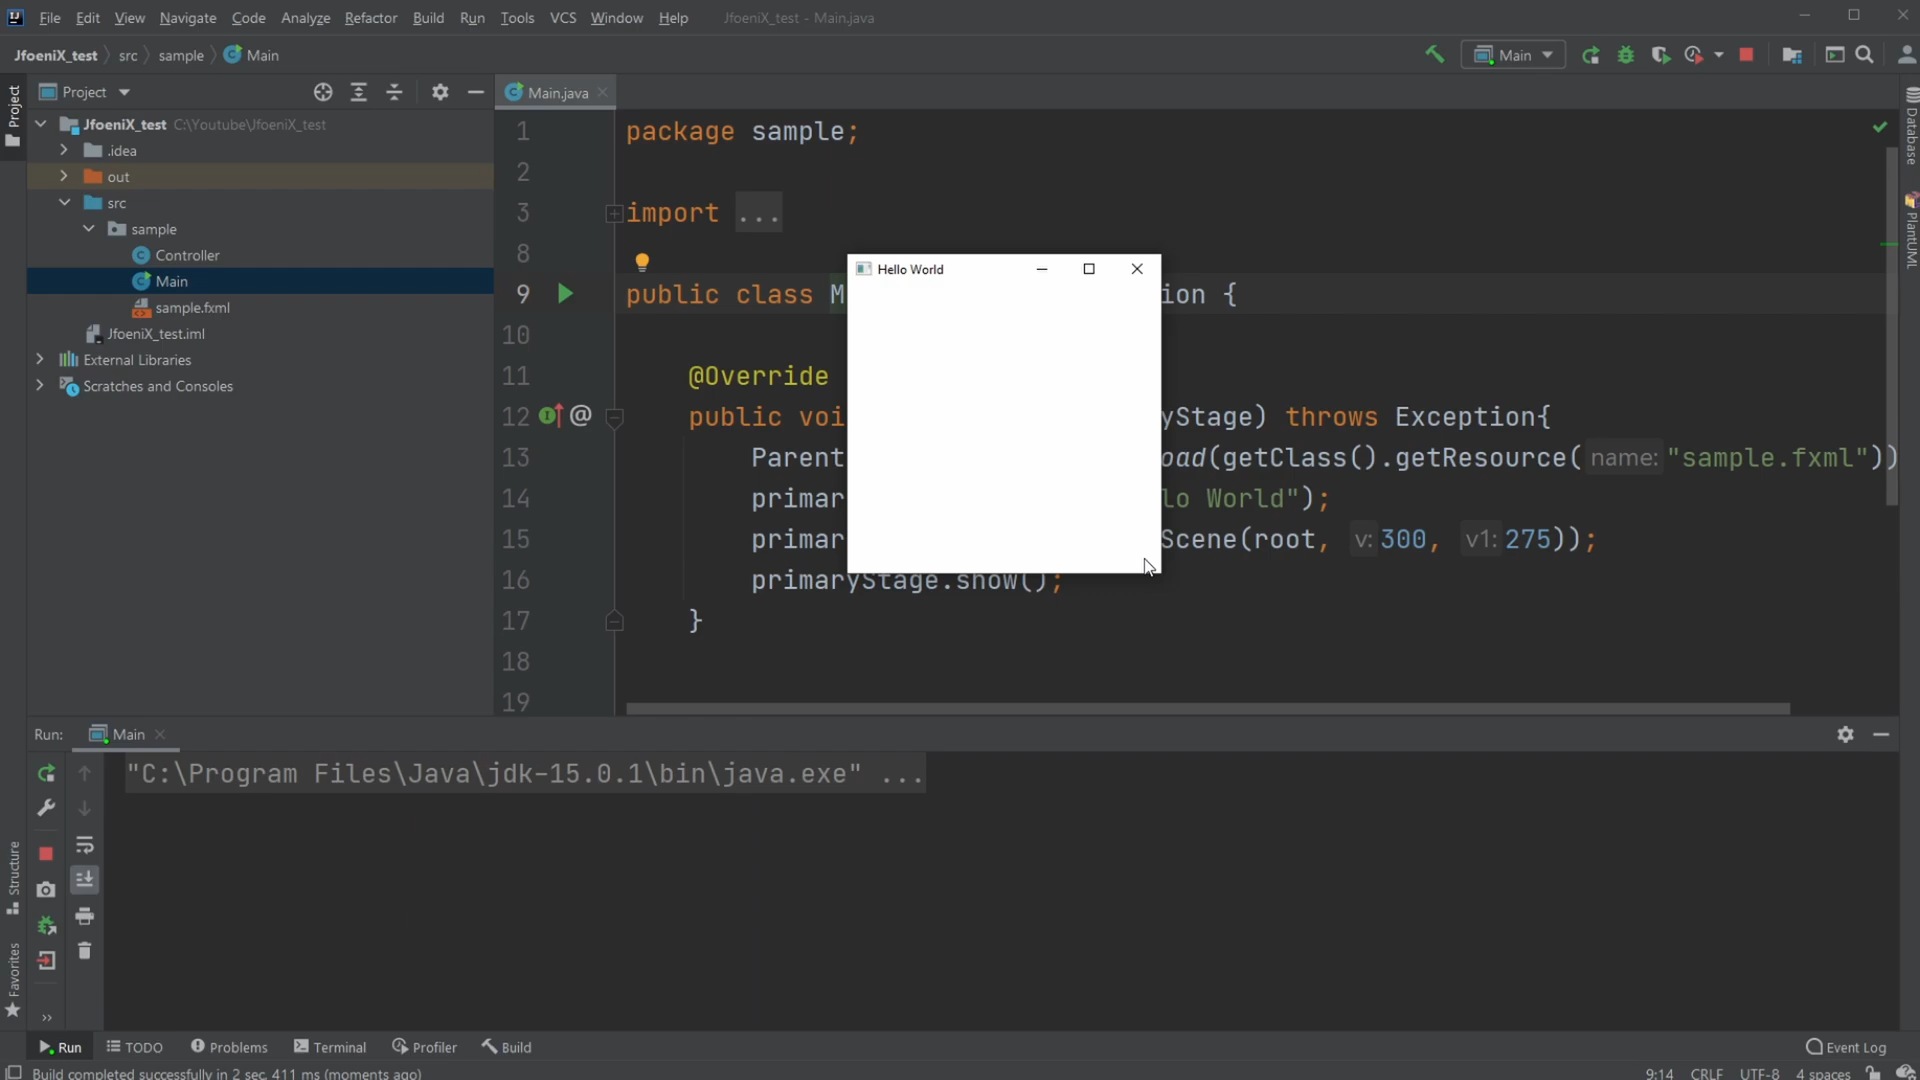 File Edit View Navigate Code Analyze Refactor Build Run Tools VCS Window Help JfoeniX_test - Main.java
JfoeniX_test src sample Main
Main
Project
Project
JfoeniX_test C:\Youtube\JfoeniX_test
.idea
out
src
sample
Controller
Main
sample.fxml
JfoeniX_test.iml
External Libraries
Scratches and Consoles
Main.java
1 package sample;
2
3 import ...
8
9 public class M ion {
10
11 @Override
12 public voi yStage) throws Exception{
13 Parent oad(getClass().getResource( name: "sample.fxml"))
14 primar lo World");
15 primar Scene(root, v: 300, v1: 275));
16 primaryStage.show();
17 }
18
19
Hello World
Database
PlantUML
Run: Main
"C:\Program Files\Java\jdk-15.0.1\bin\java.exe" ...
Structure
Favorites
Run TODO Problems Terminal Profiler Build Event Log
Build completed successfully in 2 sec, 411 ms (moments ago) 9:14 CRLF UTF-8 4 spaces